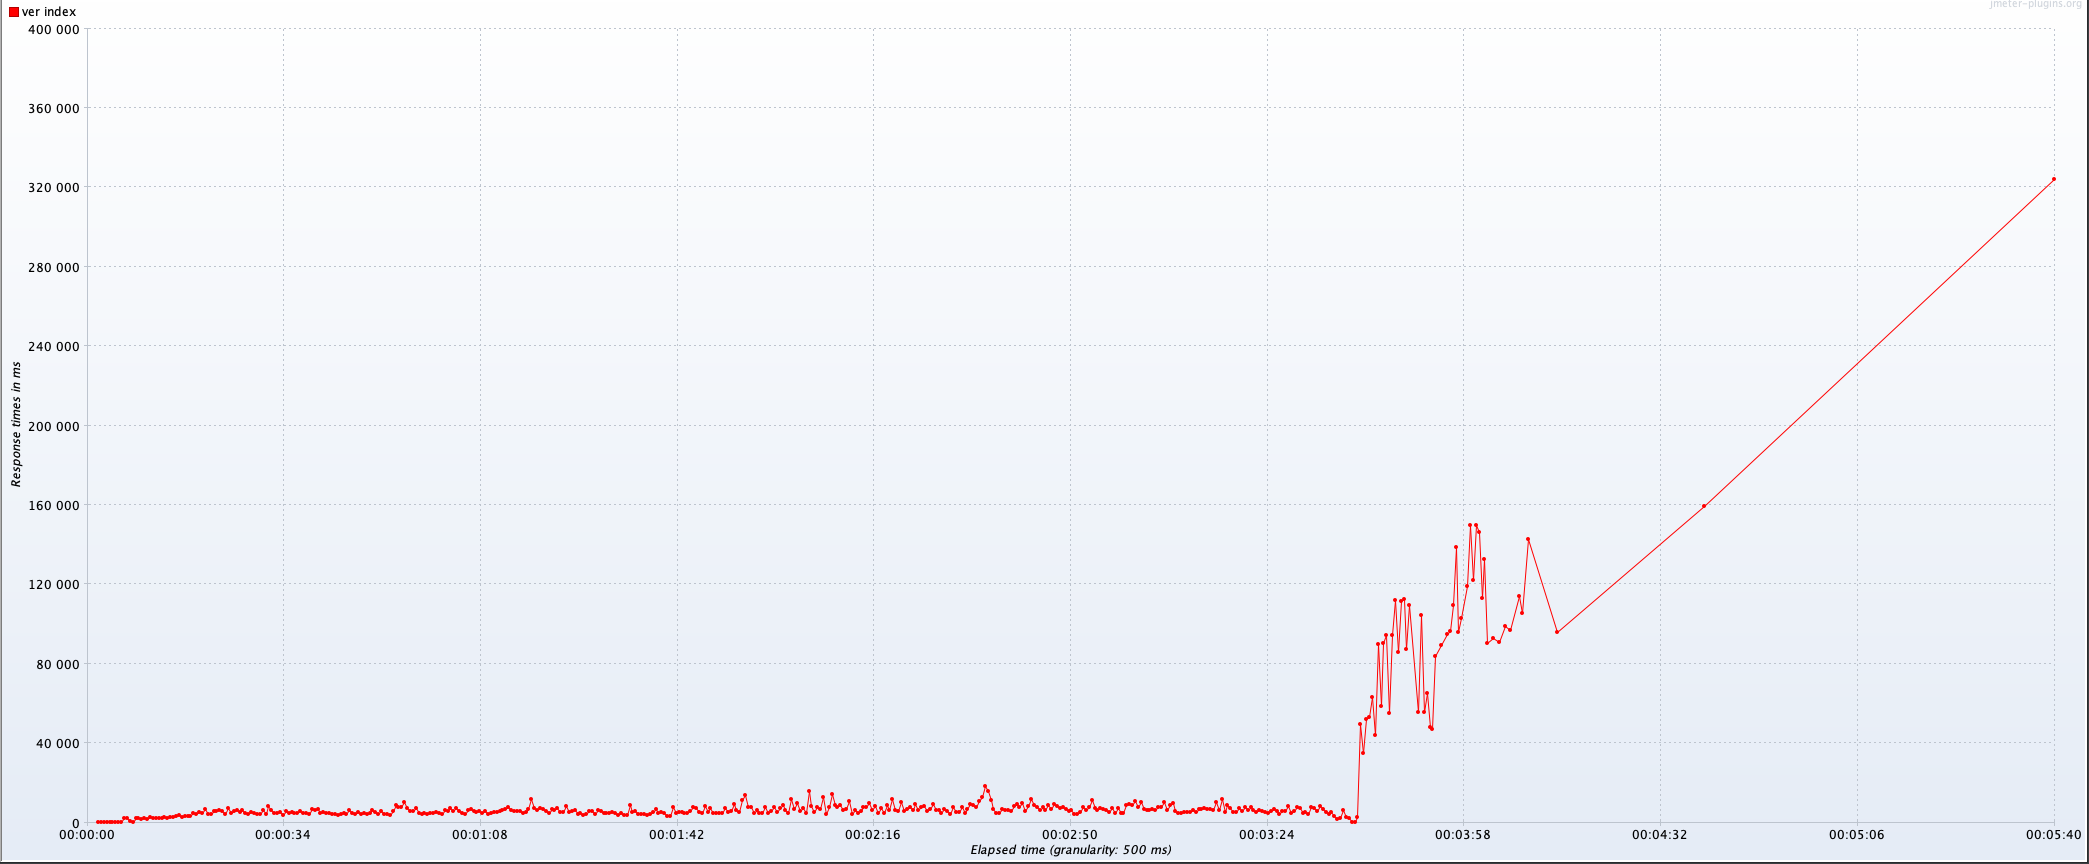 jmeter-plugins.org
ver index
400 000
360 000
320 000
280 000
240 000
200 000
160 000
120 000
80 000
40 000
0
Response times in ms
00:00:00 00:00:34 00:01:08 00:01:42 00:02:16 00:02:50 00:03:24 00:03:58 00:04:32 00:05:06 00:05:40
Elapsed time (granularity: 500 ms)